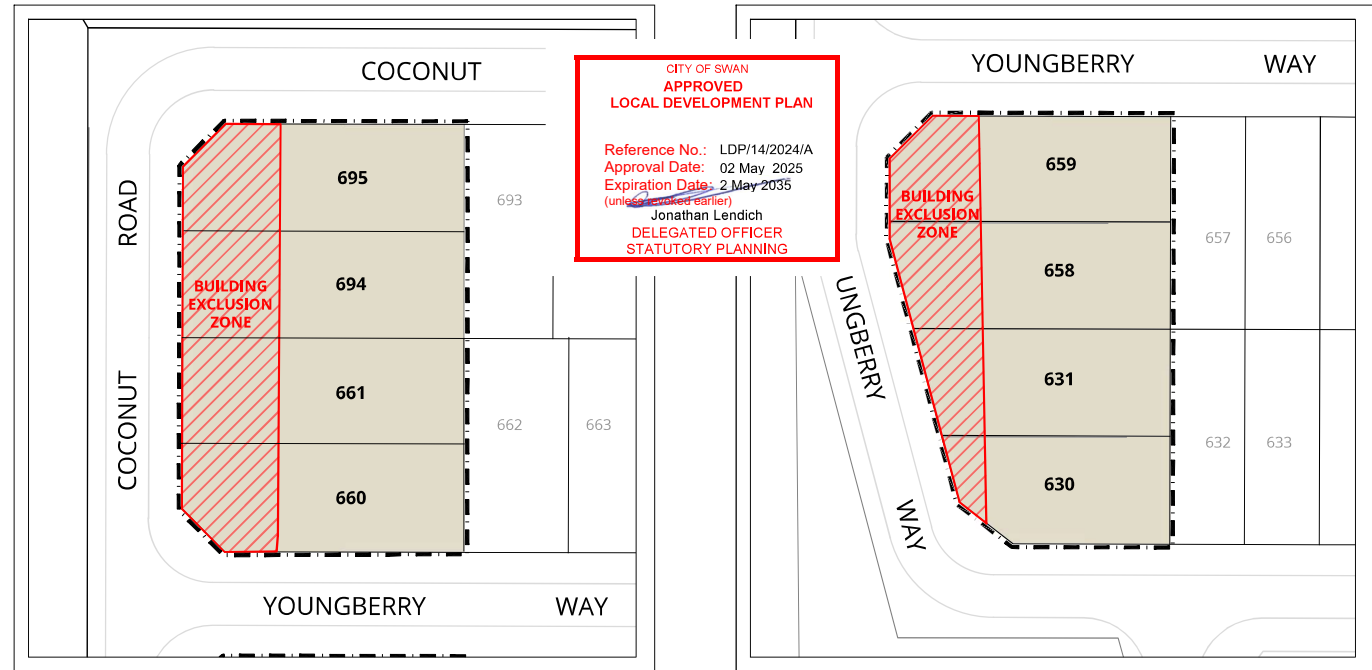 COCONUT
ROAD
COCONUT
695
694
661
660
693
662
663
BUILDING
EXCLUSION
ZONE
YOUNGBERRY WAY
CITY OF SWAN
APPROVED
LOCAL DEVELOPMENT PLAN
Reference No.: LDP/14/2024/A
Approval Date: 02 May 2025
Expiration Date: 2 May 2035
(unless revoked earlier)
Jonathan Lendich
DELEGATED OFFICER
STATUTORY PLANNING
YOUNGBERRY WAY
659
658
631
630
657
656
632
633
BUILDING
EXCLUSION
ZONE
UNGBERRY
WAY